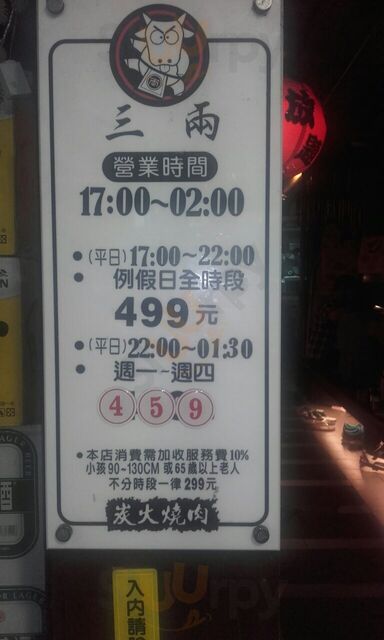 三 兩
營業時間
17:00~02:00
•(平日)17:00~22:00
• 例假日全時段
499元
•(平日)22:00~01:30
• 週一~週四
459
•本店消費需加收服務費10%
小孩90~130CM 或65歲以上老人
不分時段一律299元
炭火燒肉
入內請